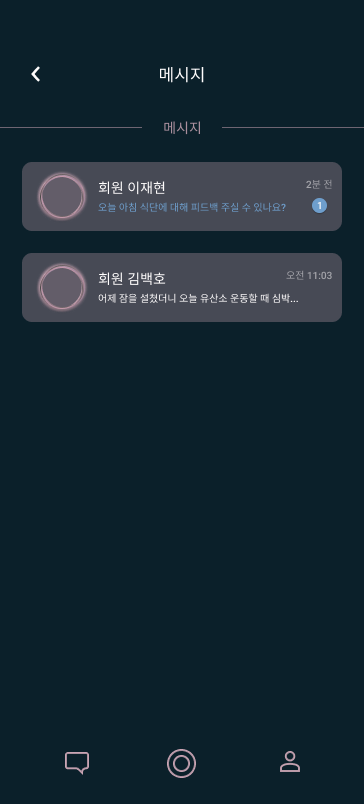 메시지
메시지
회원 이재현
2분 전
오늘 아침 식단에 대해 피드백 주실 수 있나요?
1
회원 김백호
오전 11:03
어제 잠을 설쳤더니 오늘 유산소 운동할 때 심박...